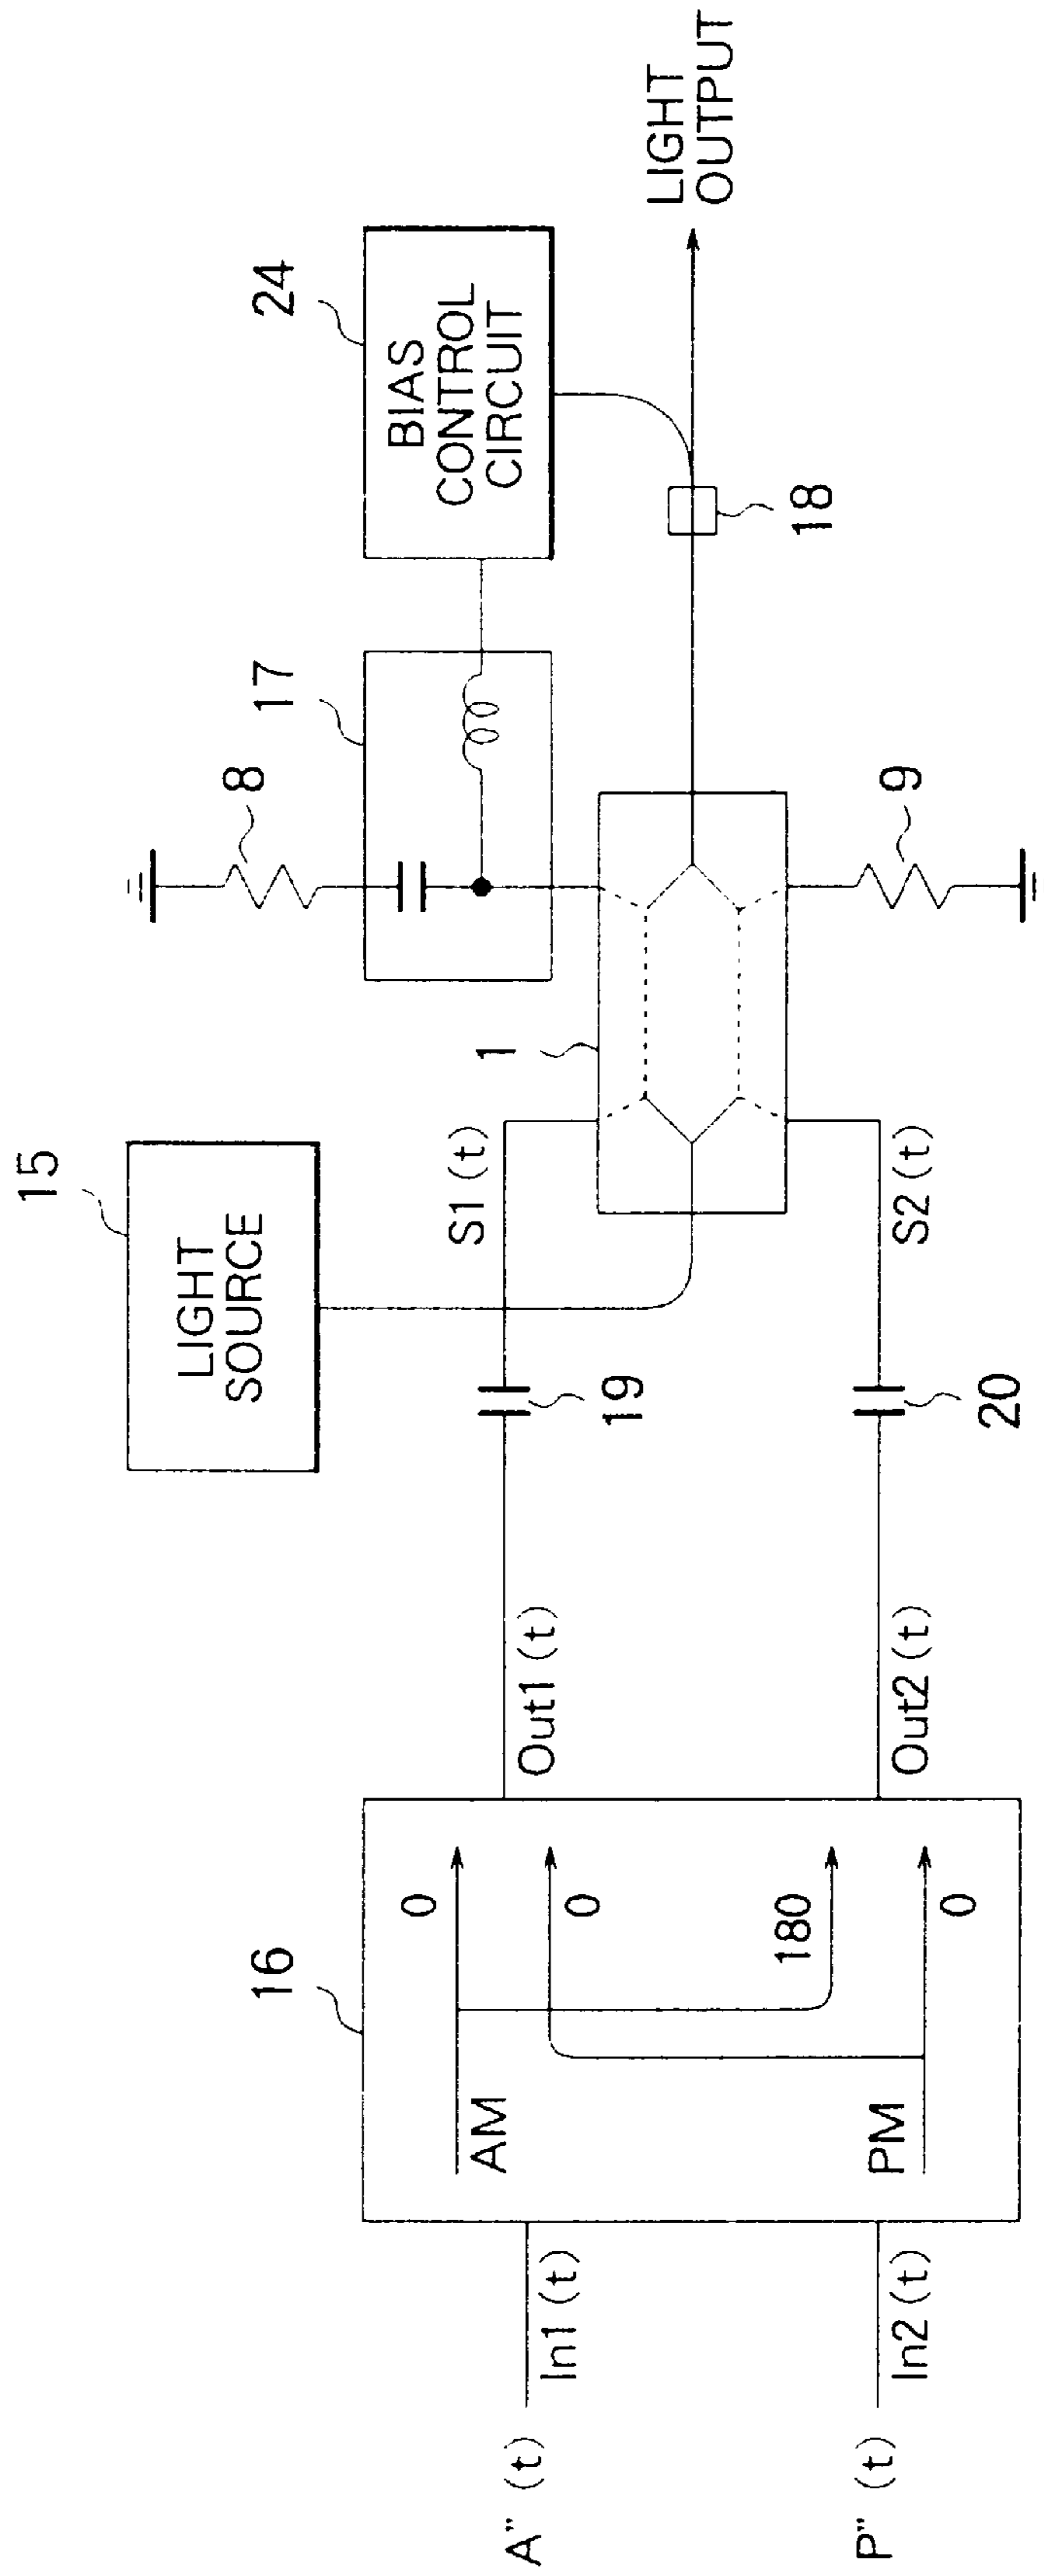 15
LIGHT
SOURCE
8
17
24
BIAS
CONTROL
CIRCUIT
16
0
AM
0
180
PM
0
A" (t)
In1 (t)
Out1 (t)
19
S1 (t)
1
18
LIGHT
OUTPUT
P" (t)
In2 (t)
Out2 (t)
20
S2 (t)
9